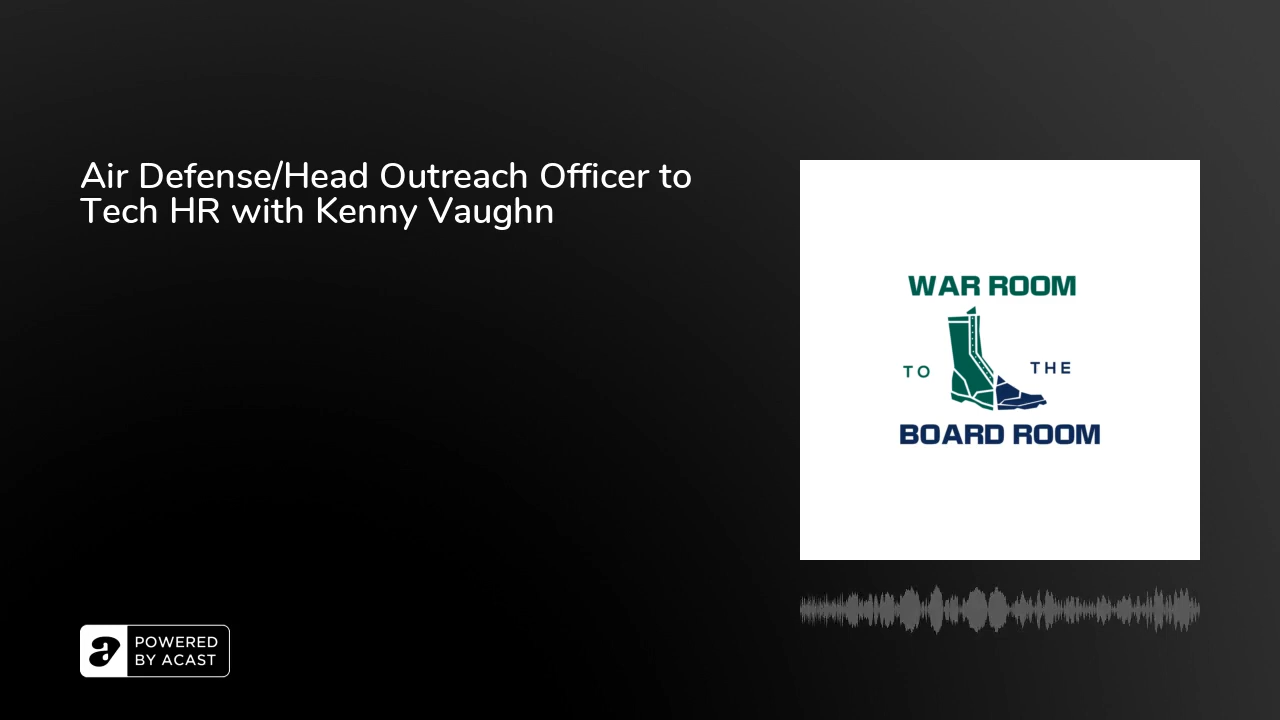 Air Defense/Head Outreach Officer to
Tech HR with Kenny Vaughn
WAR ROOM
TO THE
BOARD ROOM
POWERED
BY ACAST